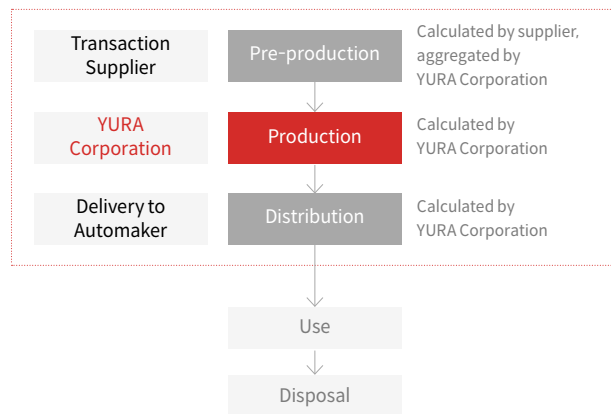 Transaction
Supplier
Pre-production
Calculated by supplier,
aggregated by
YURA Corporation
YURA
Corporation
Production
Calculated by
YURA Corporation
Delivery to
Automaker
Distribution
Calculated by
YURA Corporation
Use
Disposal